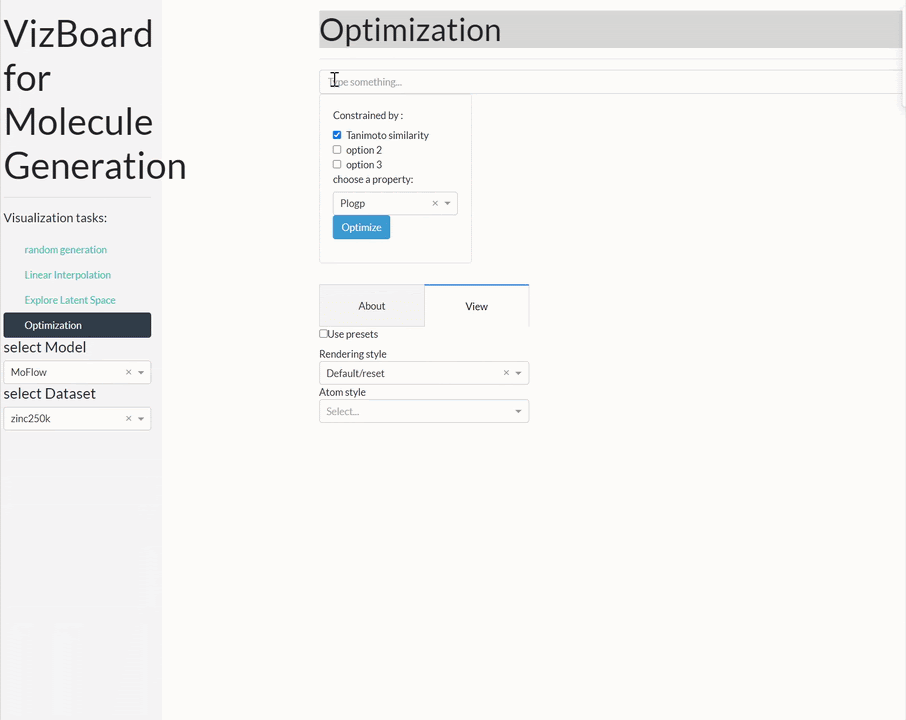 VizBoard
for
Molecule
Generation
Visualization tasks:
random generation
Linear Interpolation
Explore Latent Space
Optimization
select Model
MoFlow
select Dataset
zinc250k
Optimization
Type something...
Constrained by :
Tanimoto similarity
option 2
option 3
choose a property:
Plogp
Optimize
About View
Use presets
Rendering style
Default/reset
Atom style
Select...